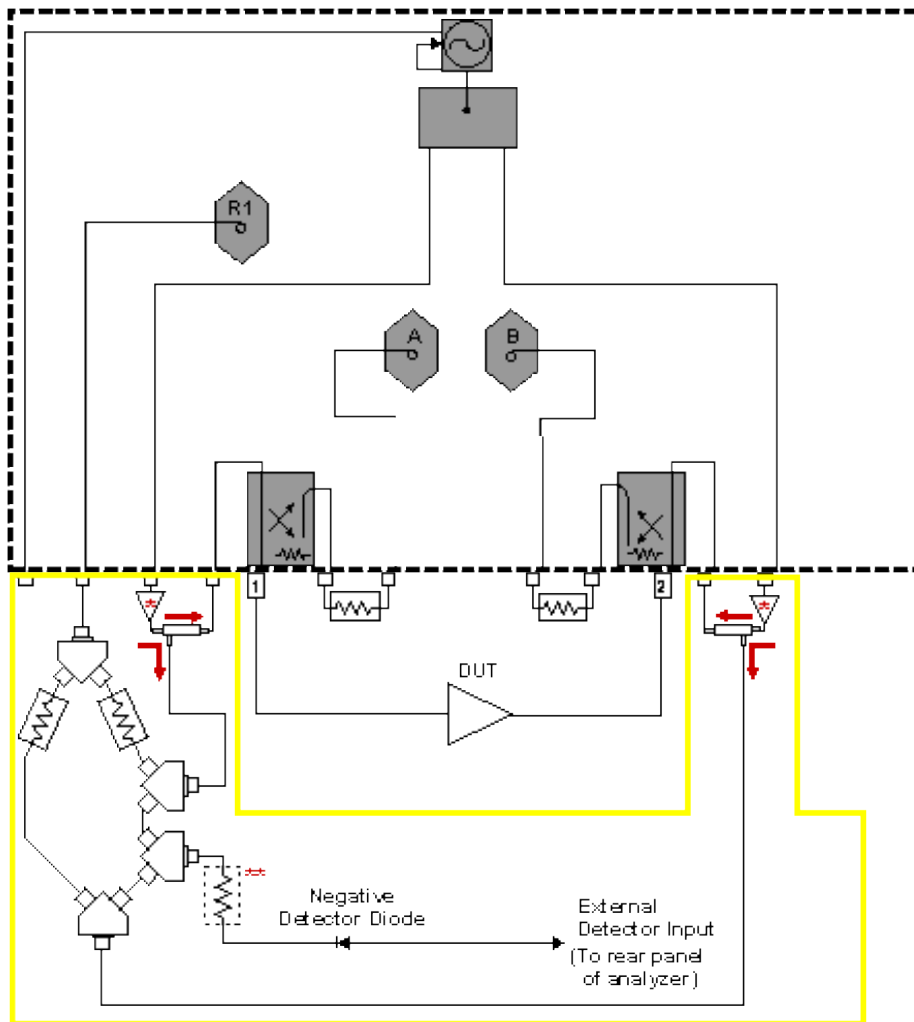 R1
A
B
1
2
*
*
DUT
**
Negative
Detector Diode
External
Detector Input
(To rear panel
of analyzer)